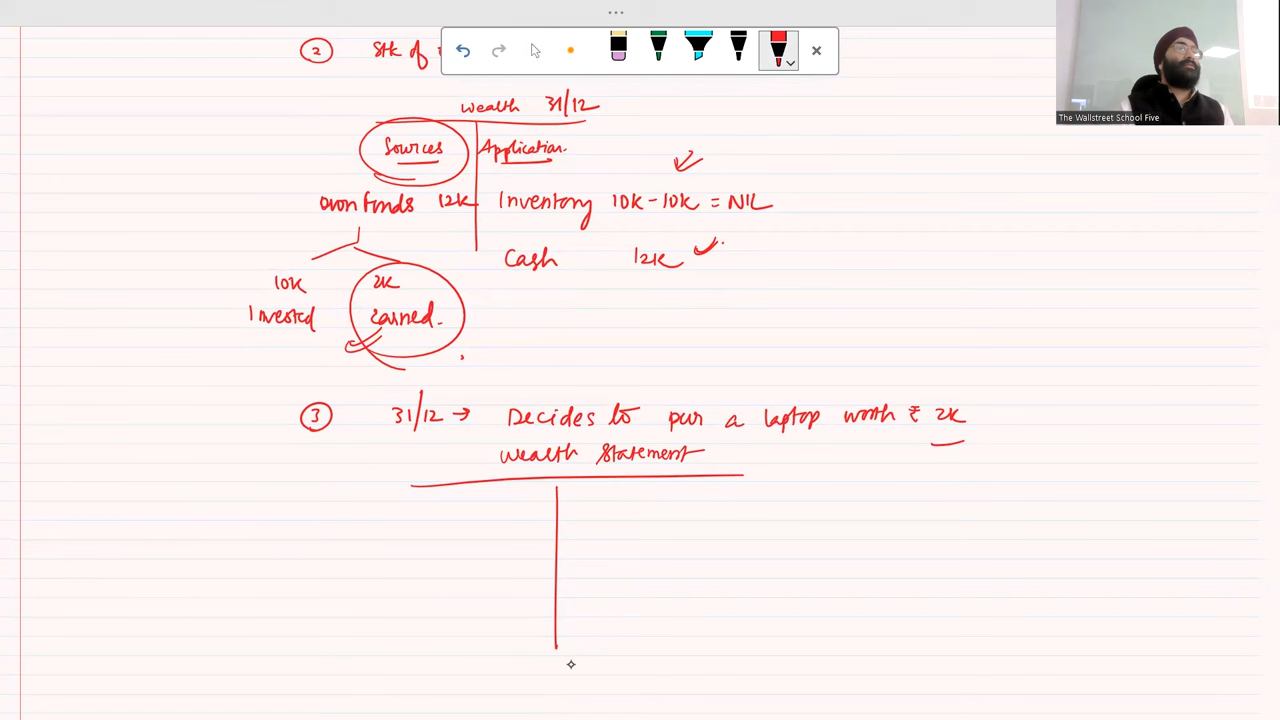 The Wallstreet School Five
2 Stk of
Wealth 31/12
Sources Application
Own Funds 12K Inventory 10K - 10K = NIL
Cash 12K
10K 2K
Invested Earned.
3 31/12 → Decides to pur a laptop worth ₹ 2K
Wealth Statement